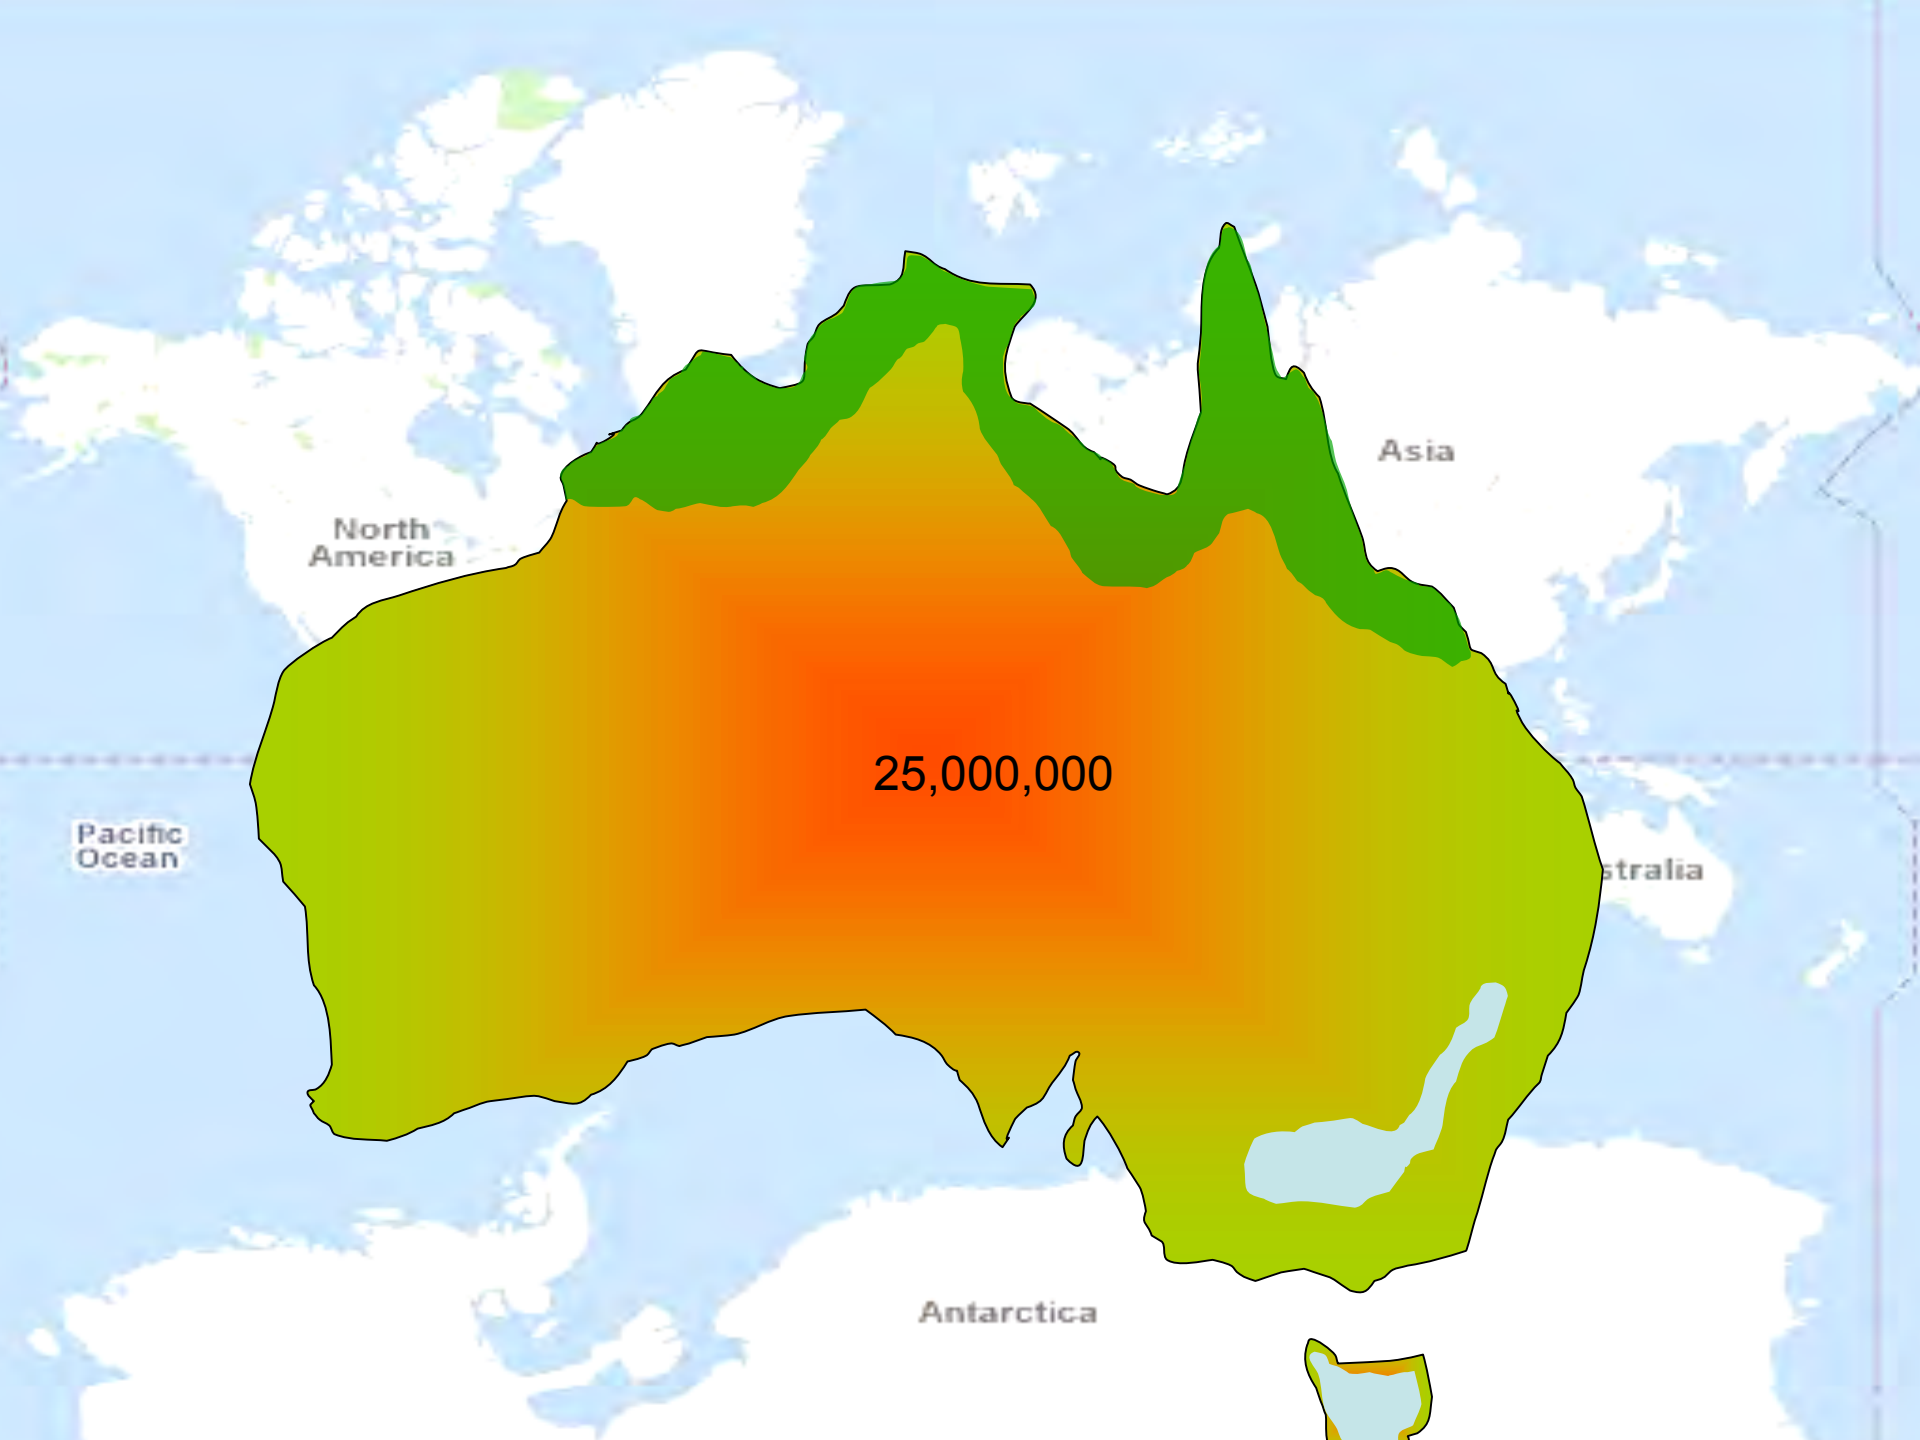 Asia
North
America
25,000,000
Pacific
Ocean
stralia
Antarctica